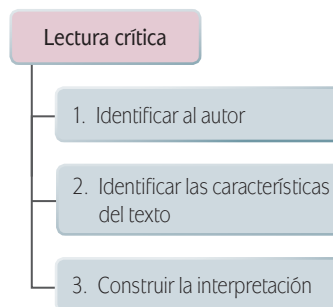 Lectura crítica
1. Identificar al autor
2. Identificar las características
del texto
3. Construir la interpretación